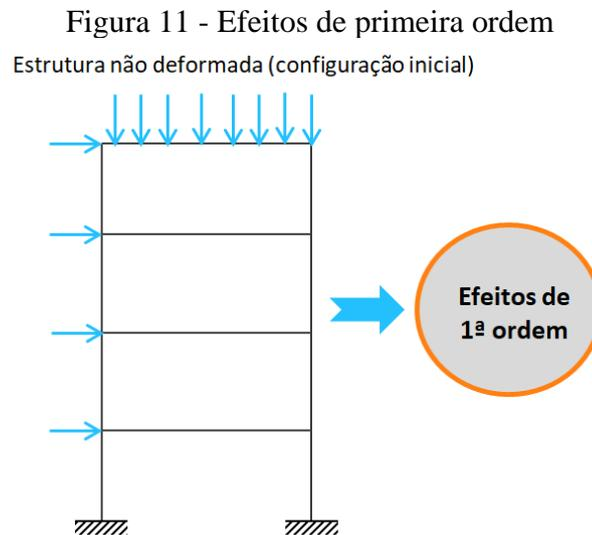 Figura 11 - Efeitos de primeira ordem
Estrutura não deformada (configuração inicial)
Efeitos de
1ª ordem